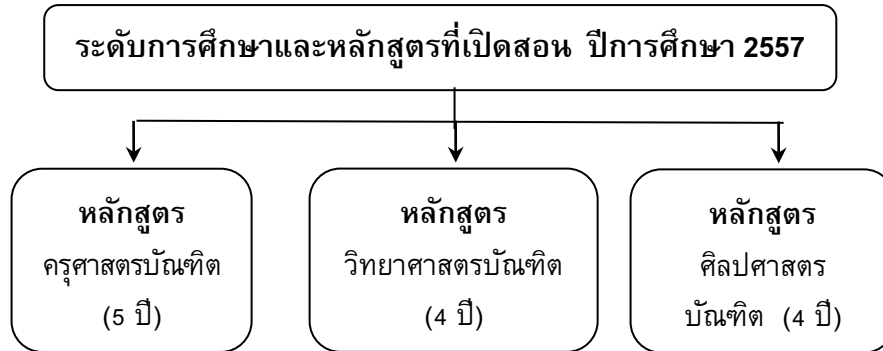 ระดับการศึกษาและหลักสูตรที่เปิดสอน ปีการศึกษา 2557
หลักสูตร
ครุศาสตรบัณฑิต
(5 ปี)
หลักสูตร
วิทยาศาสตรบัณฑิต
(4 ปี)
หลักสูตร
ศิลปศาสตร
บัณฑิต (4 ปี)